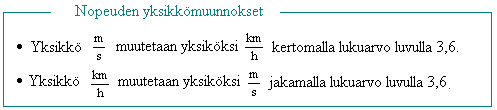 Nopeuden yksikkömuunnokset
• Yksikkö m/s muutetaan yksiköksi km/h kertomalla lukuarvo luvulla 3,6.
• Yksikkö km/h muutetaan yksiköksi m/s jakamalla lukuarvo luvulla 3,6.